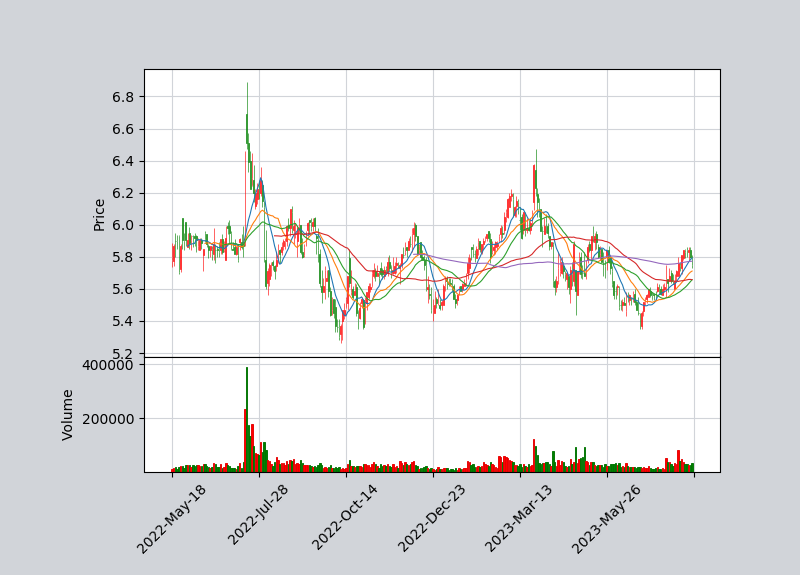 6.8
6.6
6.4
6.2
6.0
5.8
5.6
5.4
5.2
Price
400000
200000
Volume
2022-May-18
2022-Jul-28
2022-Oct-14
2022-Dec-23
2023-Mar-13
2023-May-26